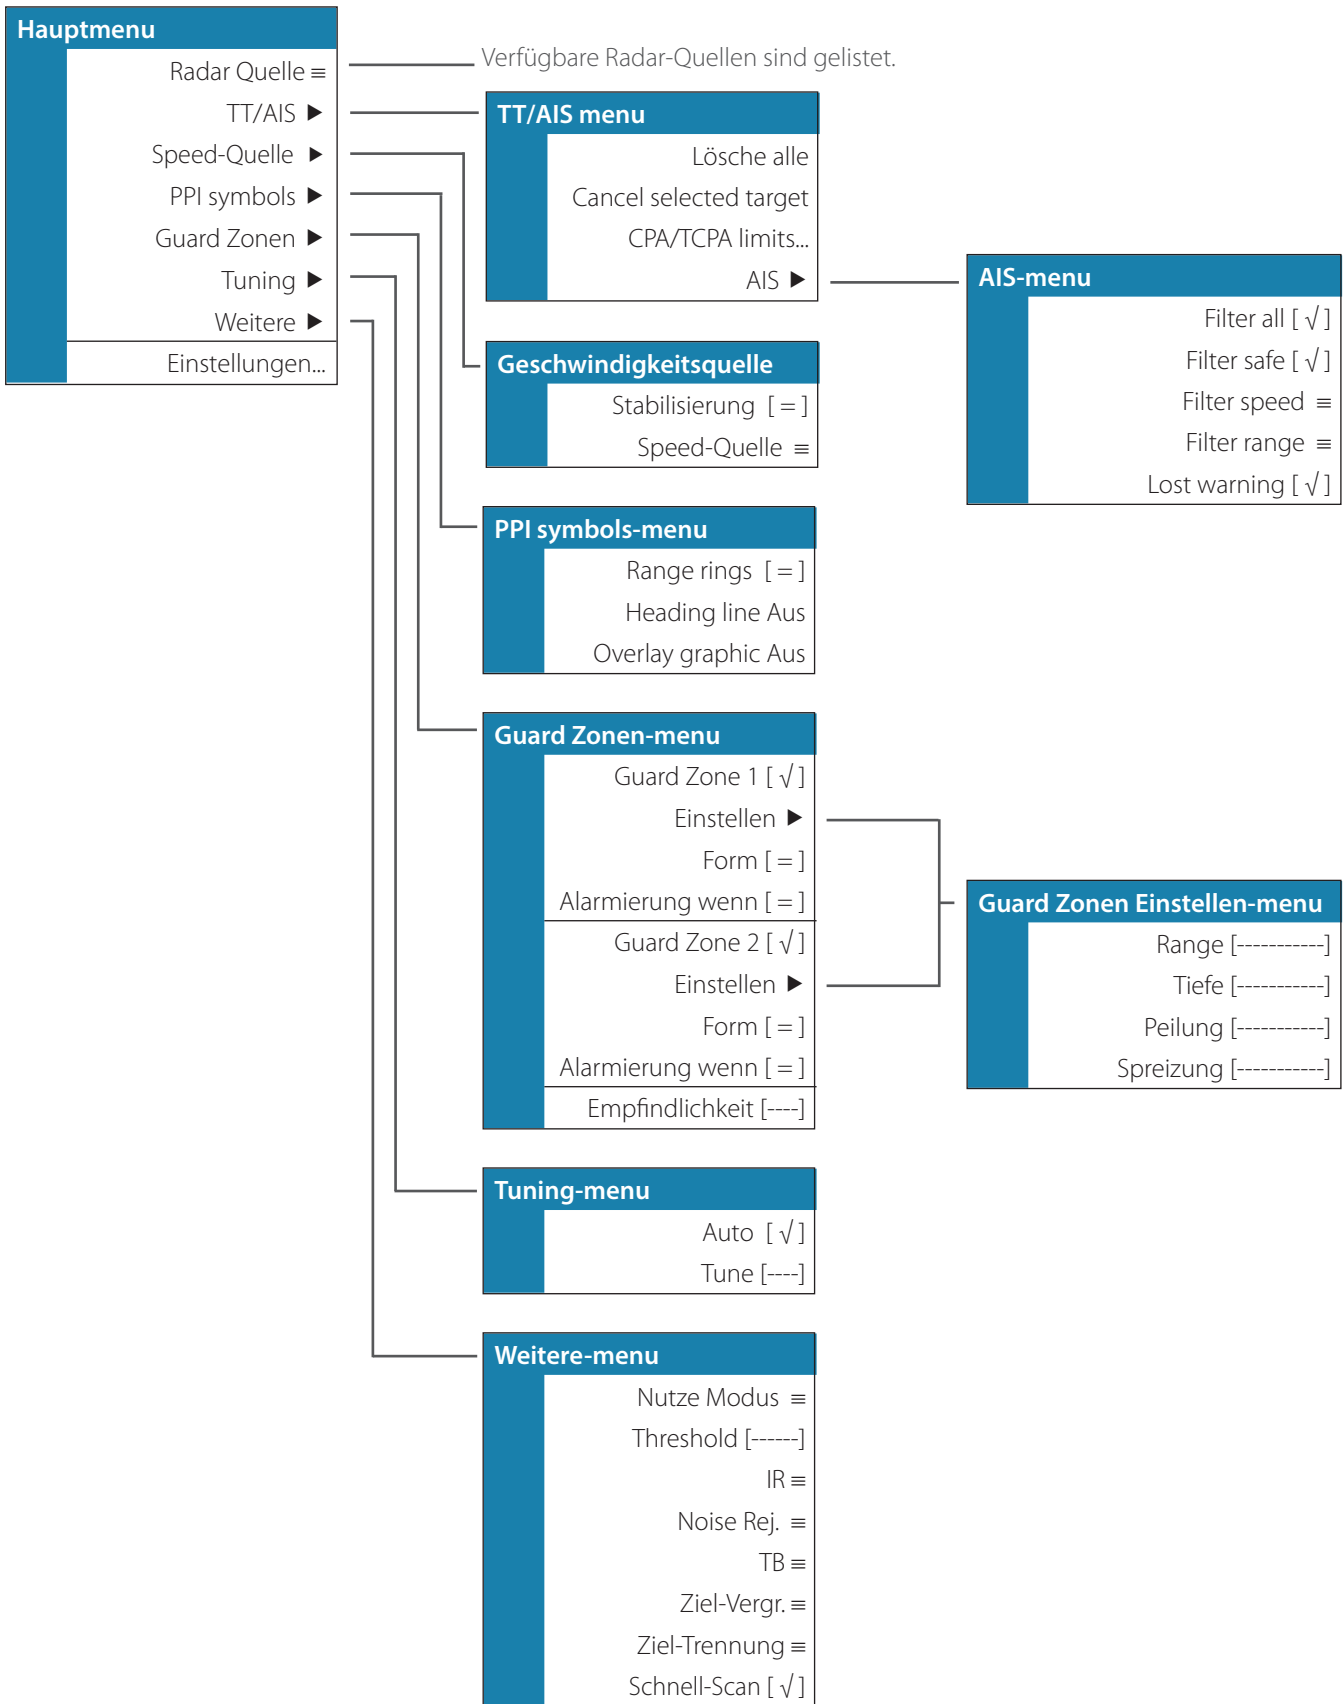 Hauptmenu
Radar Quelle ≡
TT/AIS ▶
Speed-Quelle ▶
PPI symbols ▶
Guard Zonen ▶
Tuning ▶
Weitere ▶
Einstellungen...
Verfügbare Radar-Quellen sind gelistet.
TT/AIS menu
Lösche alle
Cancel selected target
CPA/TCPA limits...
AIS ▶
AIS-menu
Filter all [ √ ]
Filter safe [ √ ]
Filter speed ≡
Filter range ≡
Lost warning [ √ ]
Geschwindigkeitsquelle
Stabilisierung [ = ]
Speed-Quelle ≡
PPI symbols-menu
Range rings [ = ]
Heading line Aus
Overlay graphic Aus
Guard Zonen-menu
Guard Zone 1 [ √ ]
Einstellen ▶
Form [ = ]
Alarmierung wenn [ = ]
Guard Zone 2 [ √ ]
Einstellen ▶
Form [ = ]
Alarmierung wenn [ = ]
Empfindlichkeit [----]
Guard Zonen Einstellen-menu
Range [-----------]
Tiefe [-----------]
Peilung [-----------]
Spreizung [-----------]
Tuning-menu
Auto [ √ ]
Tune [----]
Weitere-menu
Nutze Modus ≡
Threshold [------]
IR ≡
Noise Rej. ≡
TB ≡
Ziel-Vergr. ≡
Ziel-Trennung ≡
Schnell-Scan [ √ ]